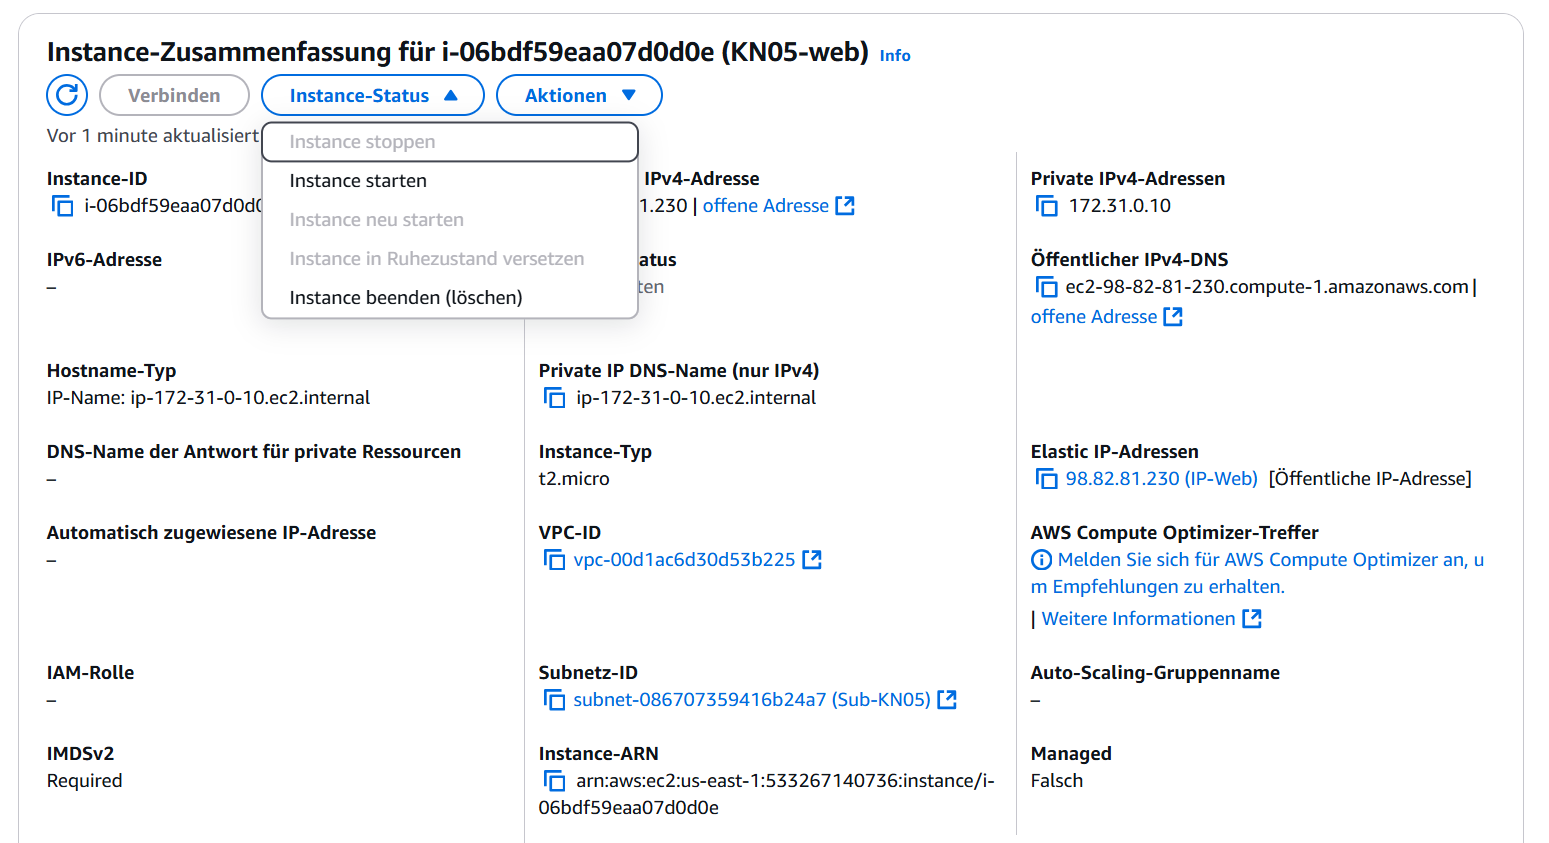 Instance-Zusammenfassung für i-06bdf59eaa07d0d0e (KN05-web) Info
Verbinden
Instance-Status
Aktionen
Vor 1 minute aktualisiert
Instance stoppen
Instance starten
Instance neu starten
Instance in Ruhezustand versetzen
Instance beenden (löschen)
Instance-ID
i-06bdf59eaa07d0
IPv4-Adresse
1.230 | offene Adresse
Private IPv4-Adressen
172.31.0.10
IPv6-Adresse
–
atus
ten
Öffentlicher IPv4-DNS
ec2-98-82-81-230.compute-1.amazonaws.com |
offene Adresse
Hostname-Typ
IP-Name: ip-172-31-0-10.ec2.internal
Private IP DNS-Name (nur IPv4)
ip-172-31-0-10.ec2.internal
DNS-Name der Antwort für private Ressourcen
–
Instance-Typ
t2.micro
Elastic IP-Adressen
98.82.81.230 (IP-Web) [Öffentliche IP-Adresse]
Automatisch zugewiesene IP-Adresse
–
VPC-ID
vpc-00d1ac6d30d53b225
AWS Compute Optimizer-Treffer
Melden Sie sich für AWS Compute Optimizer an, u
m Empfehlungen zu erhalten.
| Weitere Informationen
IAM-Rolle
–
Subnetz-ID
subnet-086707359416b24a7 (Sub-KN05)
Auto-Scaling-Gruppenname
–
IMDSv2
Required
Instance-ARN
arn:aws:ec2:us-east-1:533267140736:instance/i-
06bdf59eaa07d0d0e
Managed
Falsch